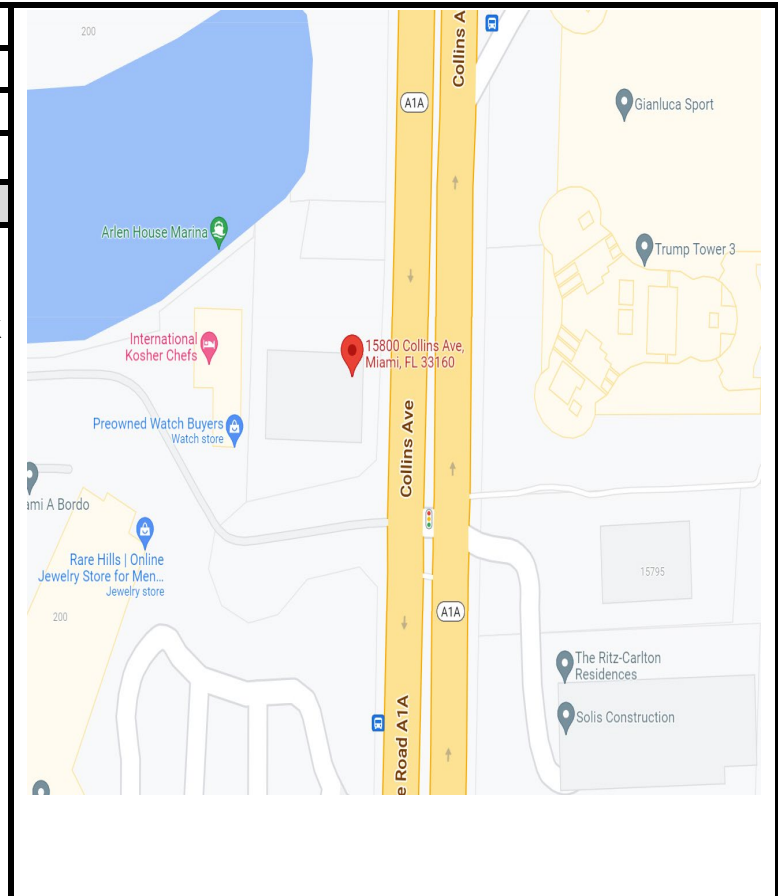 200
Collins A
A1A
Gianluca Sport
Arlen House Marina
Trump Tower 3
International
Kosher Chefs
15800 Collins Ave,
Miami, FL 33160
Preowned Watch Buyers
Watch store
Collins Ave
ami A Bordo
Rare Hills | Online
Jewelry Store for Men...
Jewelry store
15795
200
A1A
The Ritz-Carlton
Residences
Solis Construction
e Road A1A